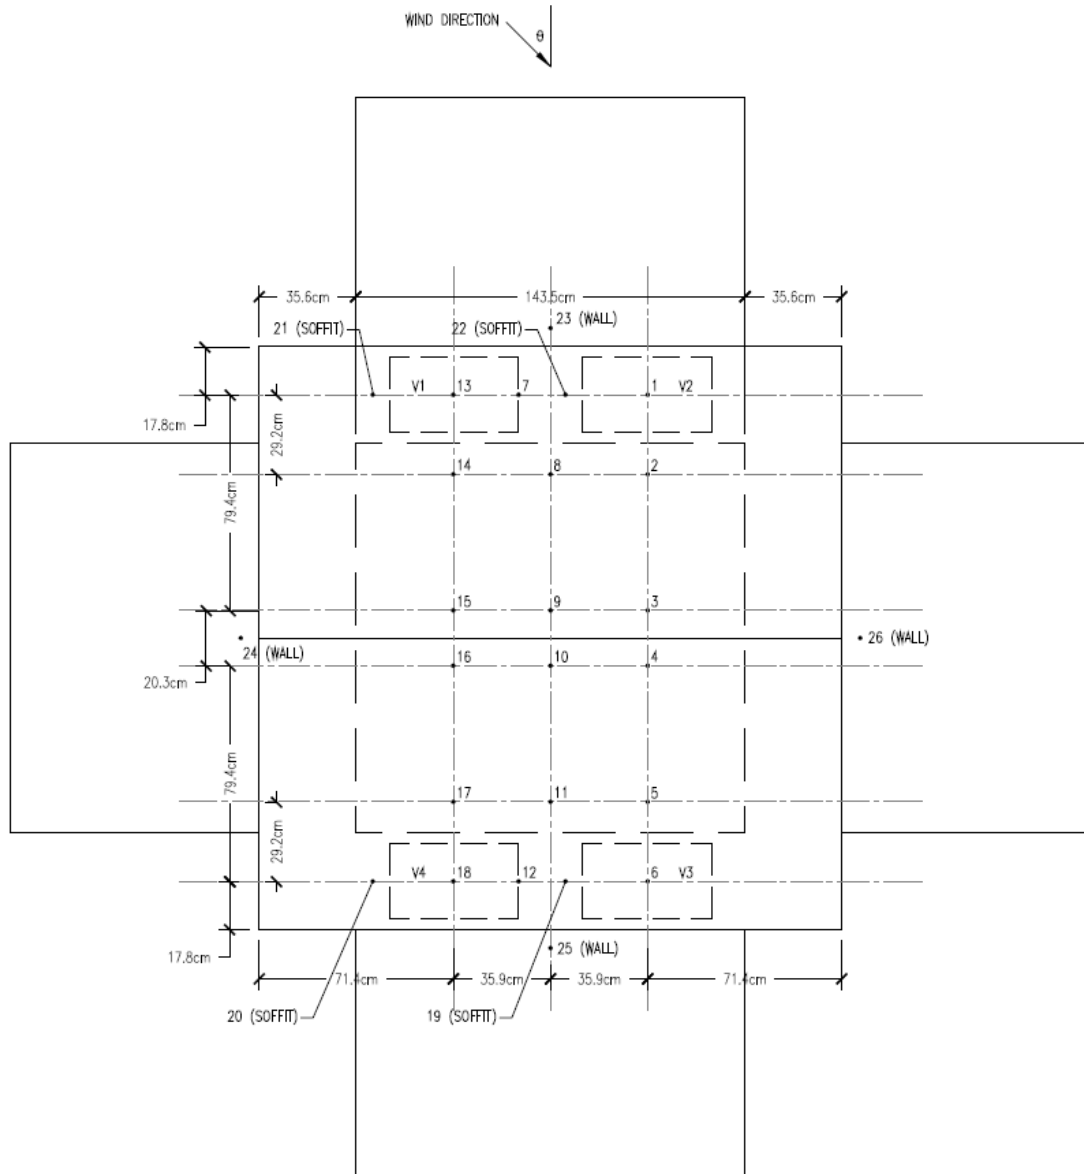 WIND DIRECTION
θ
35.6cm
143.5cm
35.6cm
23 (WALL)
21 (SOFFIT)
22 (SOFFIT)
V1
13
7
1
V2
17.8cm
29.2cm
14
8
2
79.4cm
15
9
3
24 (WALL)
26 (WALL)
16
10
4
20.3cm
79.4cm
17
11
5
29.2cm
V4
18
12
6
V3
17.8cm
25 (WALL)
71.4cm
35.9cm
35.9cm
71.4cm
20 (SOFFIT)
19 (SOFFIT)